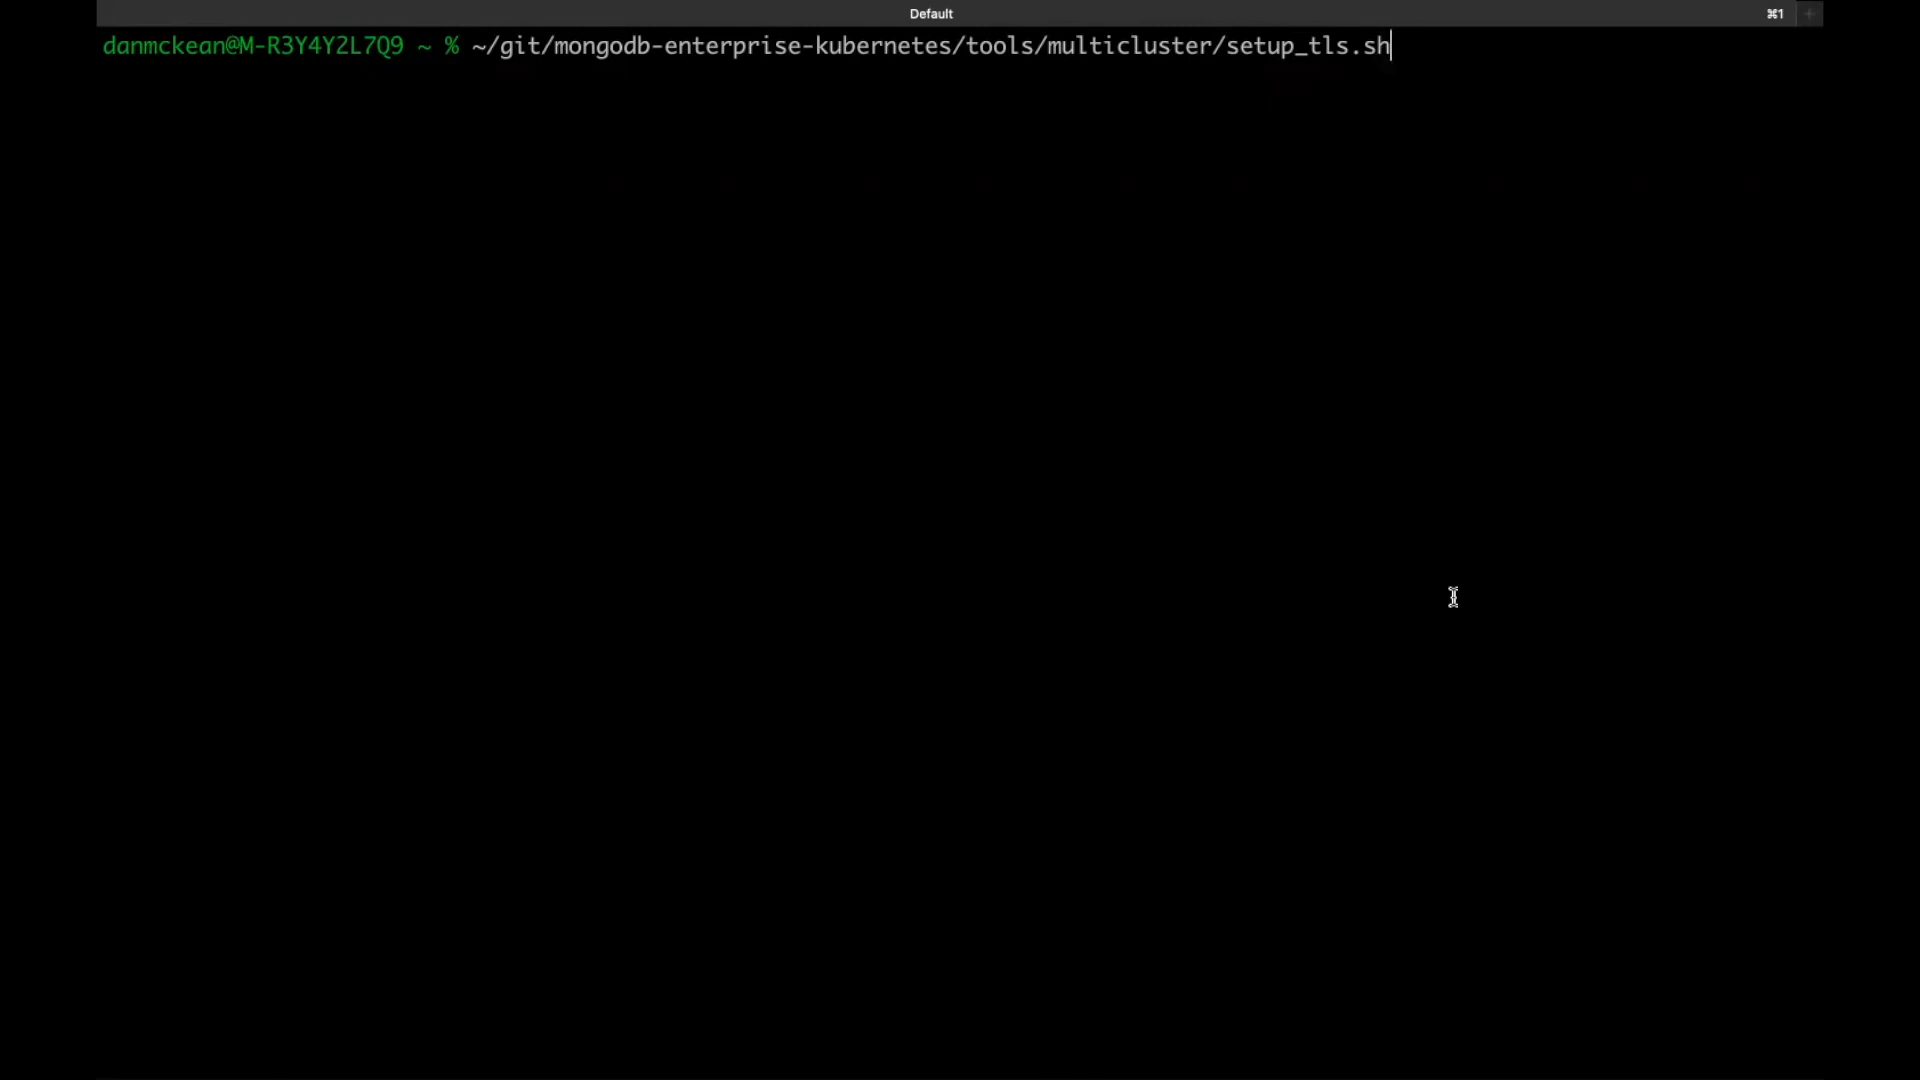 Default ⌘1 +
danmckean@M-R3Y4Y2L7Q9 ~ % ~/git/mongodb-enterprise-kubernetes/tools/multicluster/setup_tls.sh